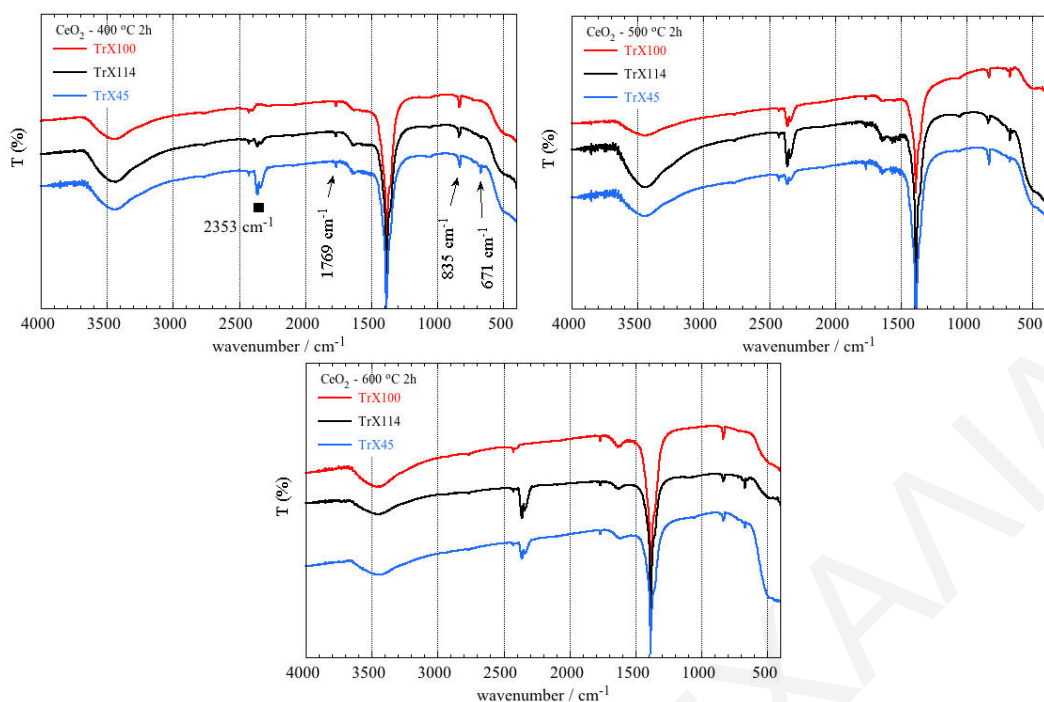 CeO2 - 400 °C 2h
TrX100
TrX114
TrX45
T (%)
2353 cm-1
1769 cm-1
835 cm-1
671 cm-1
4000 3500 3000 2500 2000 1500 1000 500
wavenumber / cm-1
CeO2 - 500 °C 2h
TrX100
TrX114
TrX45
T (%)
4000 3500 3000 2500 2000 1500 1000 500
wavenumber / cm-1
CeO2 - 600 °C 2h
TrX100
TrX114
TrX45
T (%)
4000 3500 3000 2500 2000 1500 1000 500
wavenumber / cm-1